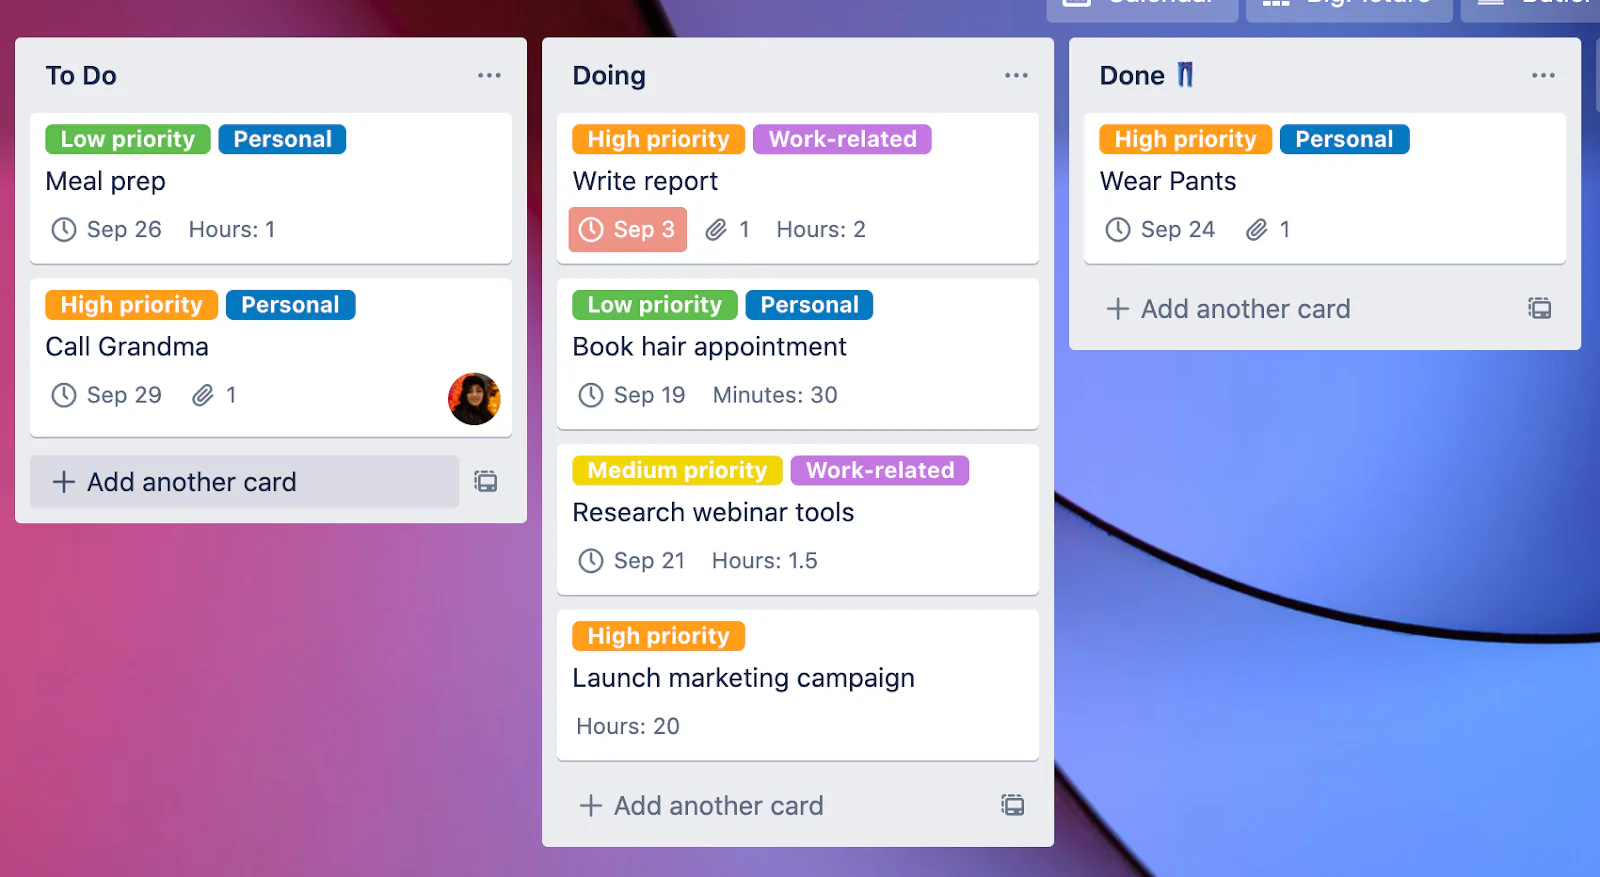 To Do
Low priority Personal
Meal prep
Sep 26 Hours: 1
High priority Personal
Call Grandma
Sep 29 1
+ Add another card
Doing
High priority Work-related
Write report
Sep 3 1 Hours: 2
Low priority Personal
Book hair appointment
Sep 19 Minutes: 30
Medium priority Work-related
Research webinar tools
Sep 21 Hours: 1.5
High priority
Launch marketing campaign
Hours: 20
+ Add another card
Done 👖
High priority Personal
Wear Pants
Sep 24 1
+ Add another card